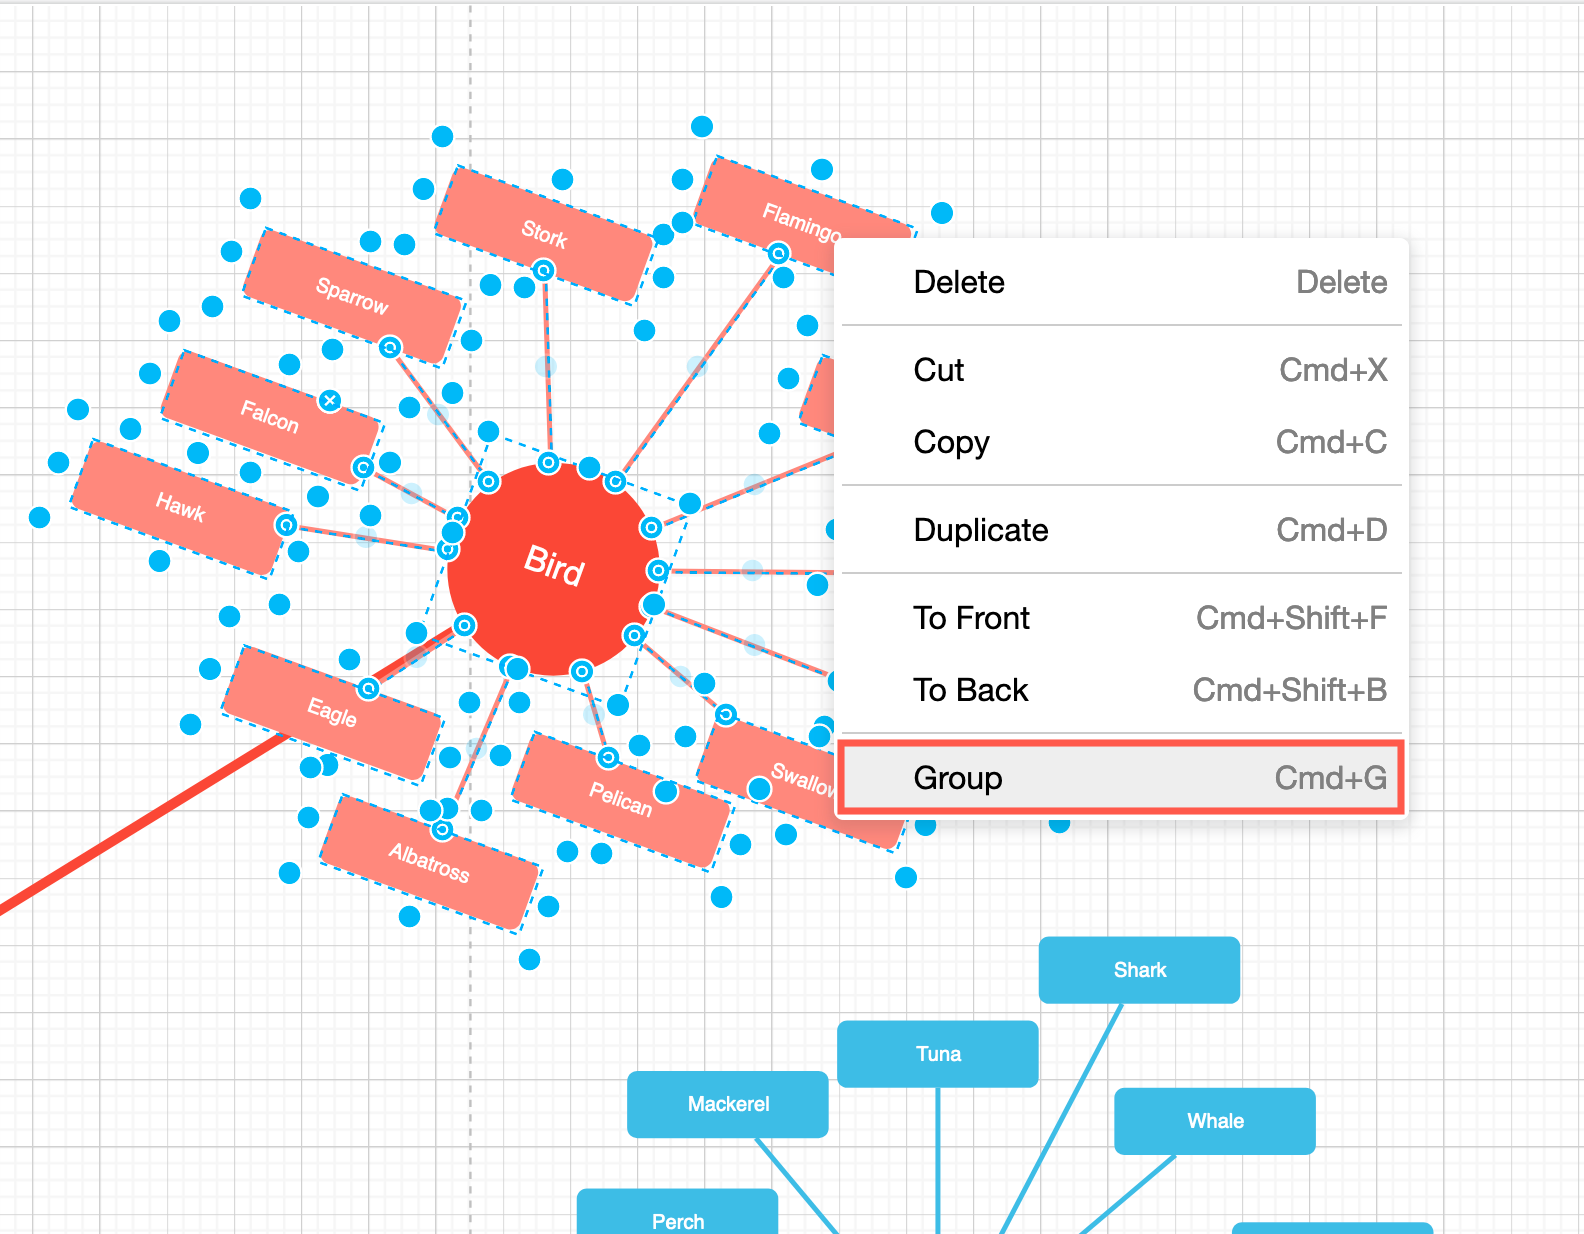 Stork
Flamingo
Sparrow
Falcon
Hawk
Bird
Eagle
Albatross
Pelican
Swallow
Delete Delete
Cut Cmd+X
Copy Cmd+C
Duplicate Cmd+D
To Front Cmd+Shift+F
To Back Cmd+Shift+B
Group Cmd+G
Shark
Tuna
Mackerel
Whale
Perch